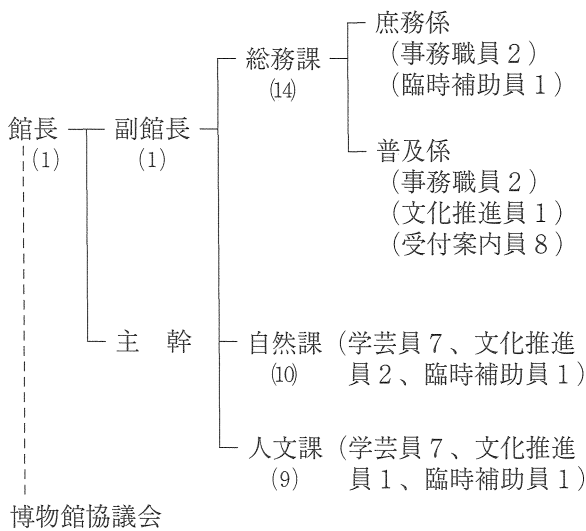 庶務係
(事務職員2)
(臨時補助員1)
総務課
(14)
館長
(1)
副館長
(1)
普及係
(事務職員2)
(文化推進員1)
(受付案内員8)
主 幹
自然課 (学芸員7、文化推進
(10) 員2、臨時補助員1)
人文課 (学芸員7、文化推進
(9) 員1、臨時補助員1)
博物館協議会